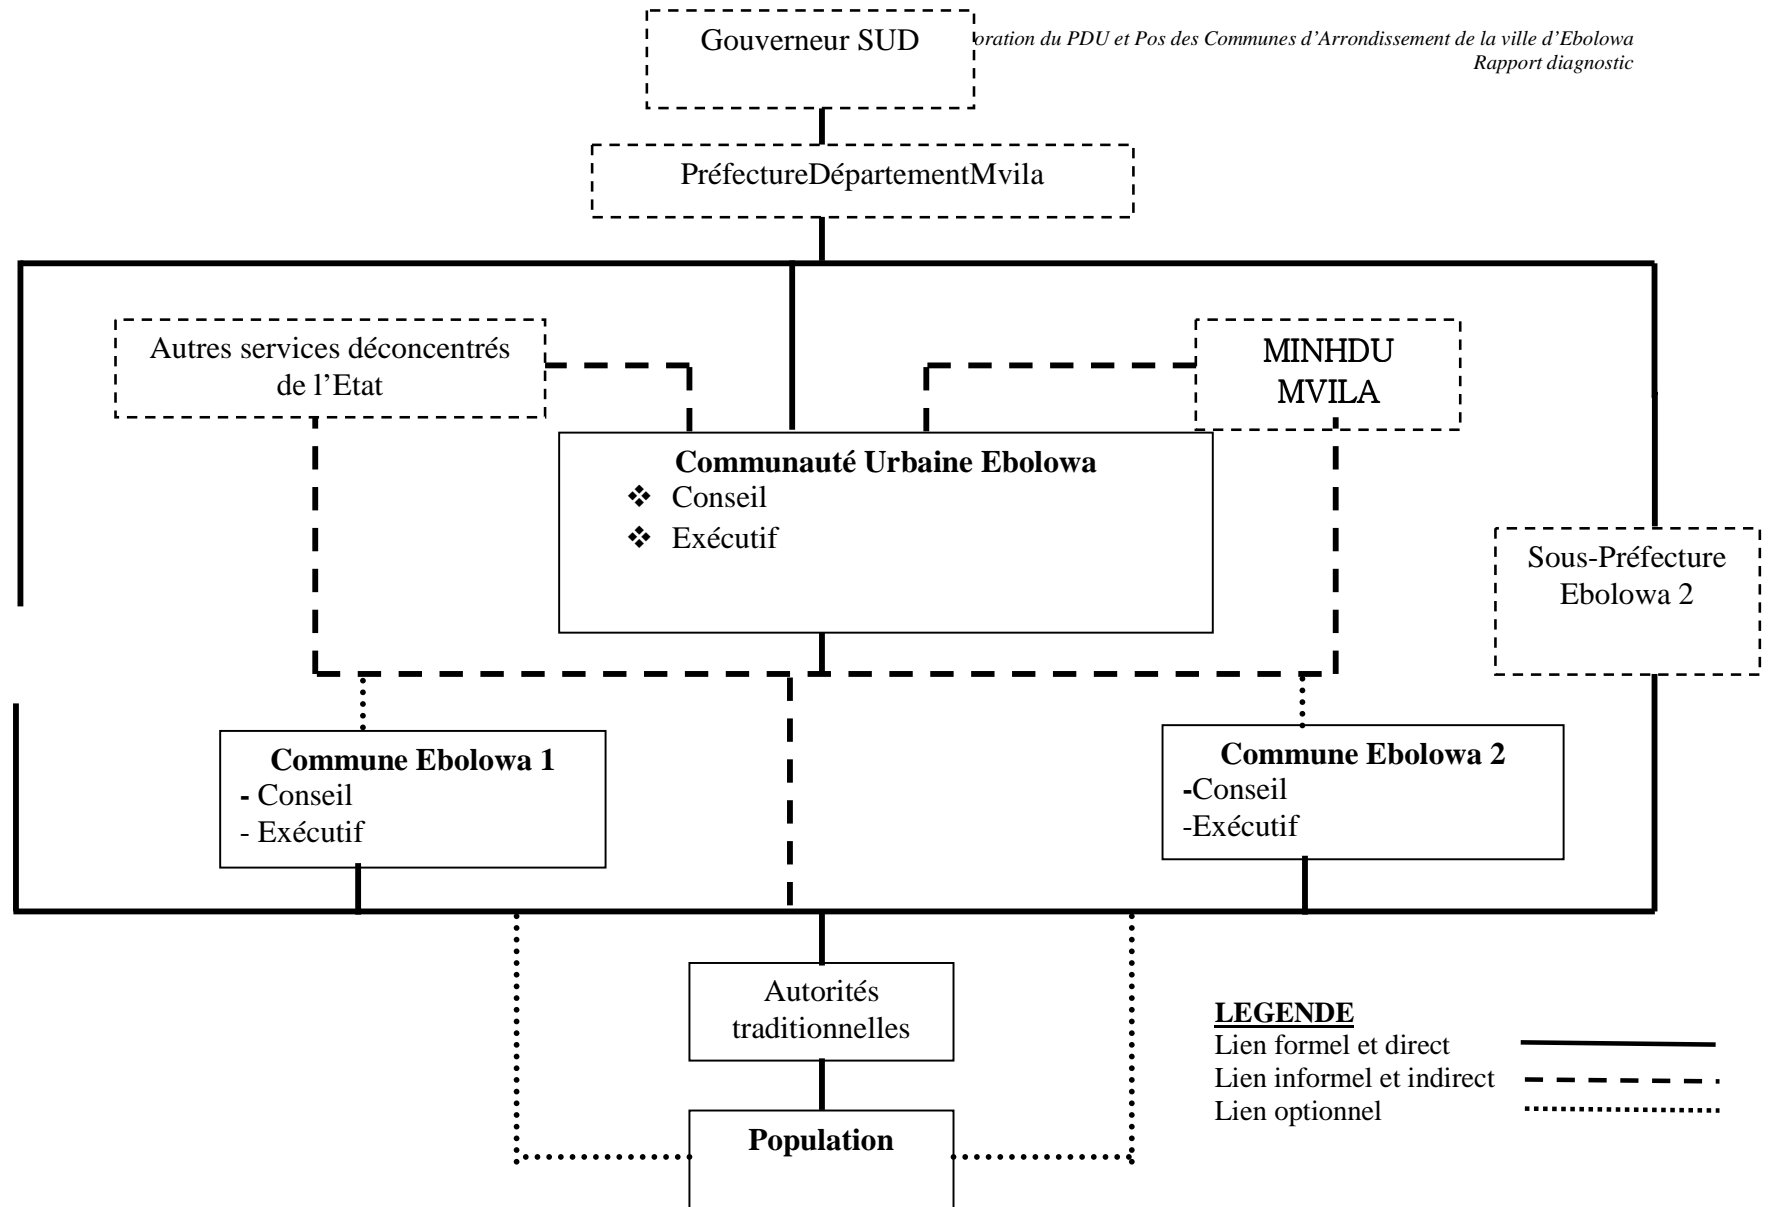 Gouverneur SUD
oration du PDU et Pos des Communes d’Arrondissement de la ville d’Ebolowa
Rapport diagnostic
PréfectureDépartementMvila
Autres services déconcentrés
de l’Etat
MINHDU
MVILA
Communauté Urbaine Ebolowa
❖ Conseil
❖ Exécutif
Sous-Préfecture
Ebolowa 2
Commune Ebolowa 1
- Conseil
- Exécutif
Commune Ebolowa 2
-Conseil
-Exécutif
Autorités
traditionnelles
Population
LEGENDE
Lien formel et direct
Lien informel et indirect
Lien optionnel